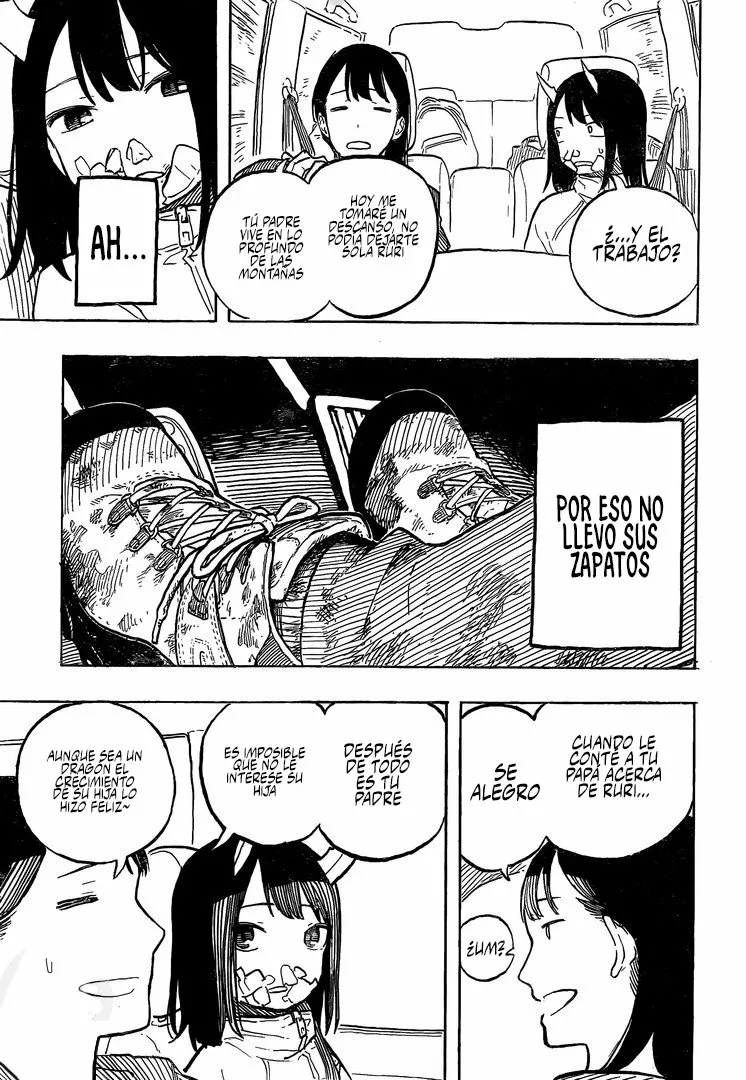 ¿...Y EL
TRABAJO?
HOY ME
TOMARÉ UN
DESCANSO, NO
PODÍA DEJARTE
SOLA RURI
TÚ PADRE
VIVE EN LO
PROFUNDO
DE LAS
MONTAÑAS
AH...
POR ESO NO
LLEVO SUS
ZAPATOS
CUANDO LE
CONTÉ A TU
PAPÁ ACERCA
DE RURI...
SE
ALEGRÓ
¿UM?
DESPUÉS
DE TODO
ES TU
PADRE
ES IMPOSIBLE
QUE NO LE
INTERESE SU
HIJA
AUNQUE SEA UN
DRAGÓN EL
CRECIMIENTO
DE SU HIJA LO
HIZO FELIZ~